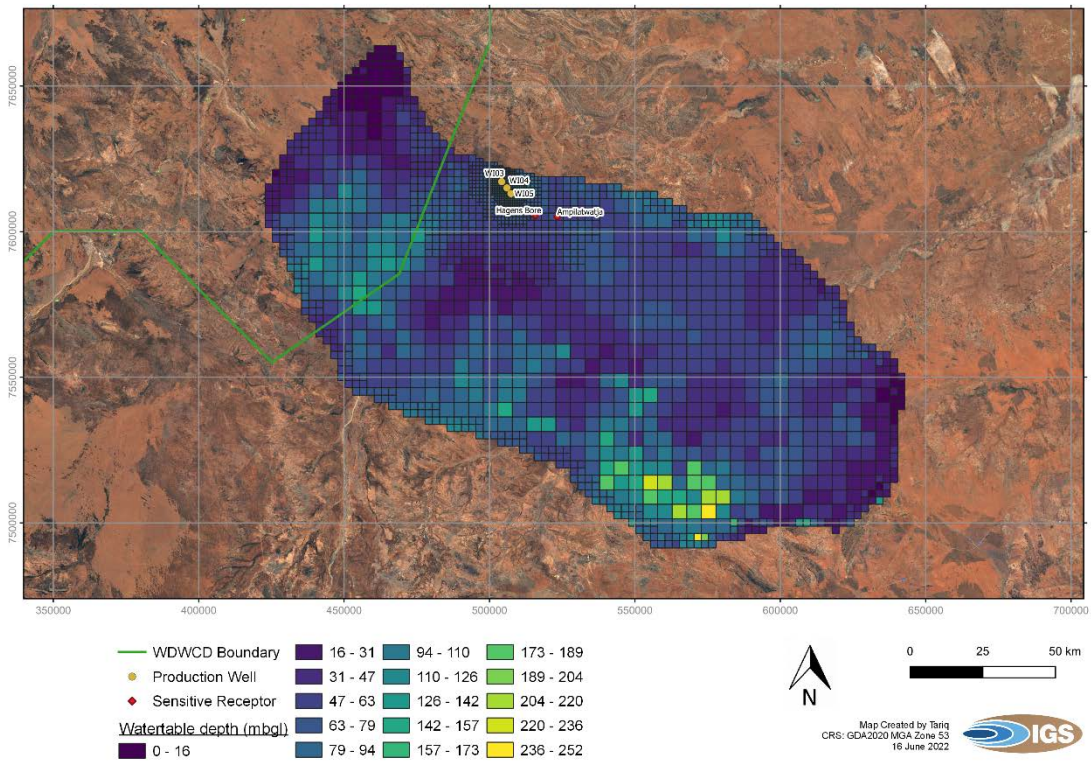 7650000
7600000
7550000
7500000
WI03
WI04
WI05
Hagens Bore
Ampilatwatja
350000
400000
450000
500000
550000
600000
650000
700000
WDWCD Boundary
Production Well
Sensitive Receptor
Watertable depth (mbgl)
0 - 16
16 - 31
31 - 47
47 - 63
63 - 79
79 - 94
94 - 110
110 - 126
126 - 142
142 - 157
157 - 173
173 - 189
189 - 204
204 - 220
220 - 236
236 - 252
N
0 25 50 km
Map Created by Tariq
CRS: GDA2020 MGA Zone 53
16 June 2022
IGS